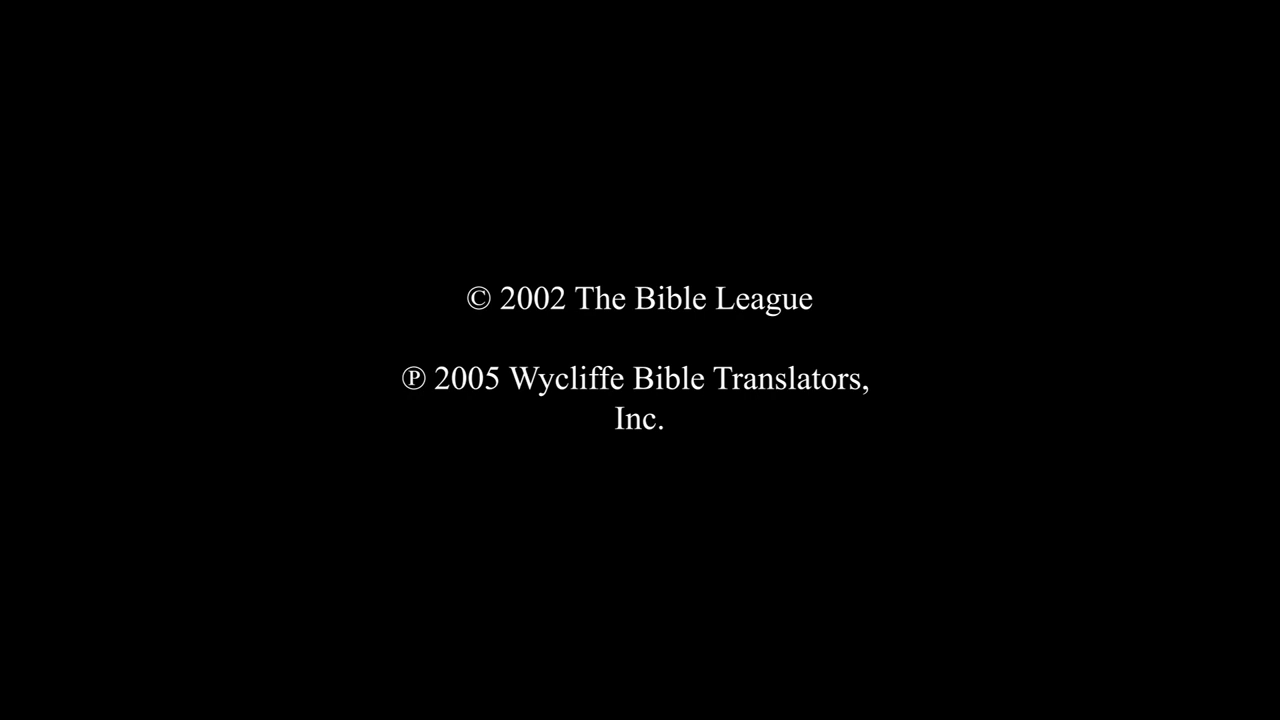 © 2002 The Bible League
℗ 2005 Wycliffe Bible Translators,
Inc.